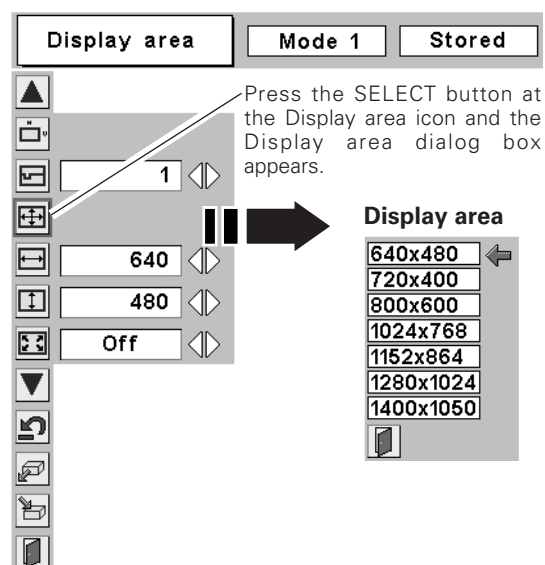 Display area
Mode 1
Stored
Press the SELECT button at
the Display area icon and the
Display area dialog box
appears.
H
V
1
640
480
Off
Display area
640x480
720x400
800x600
1024x768
1152x864
1280x1024
1400x1050